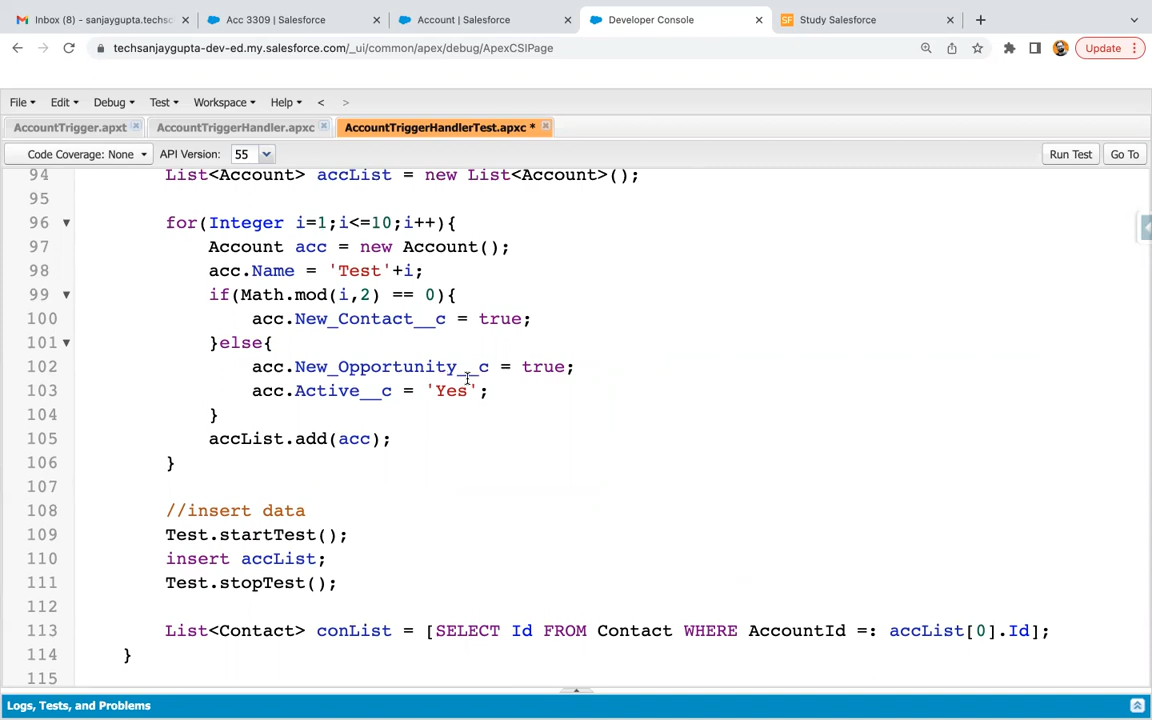 Inbox (3) - sanjaygupta.techsc
Acc 3309 | Salesforce
Account | Salesforce
Developer Console
Study Salesforce
techsanjaygupta-dev-ed.my.salesforce.com/_ui/common/apex/debug/ApexCSIPage
Update
File Edit Debug Test Workspace Help < >
AccountTrigger.apxt
AccountTriggerHandler.apxc
AccountTriggerHandlerTest.apxc *
Code Coverage: None API Version: 55 Run Test Go To
94 List<Account> accList = new List<Account>();
95
96 for(Integer i=1;i<=10;i++){
97 Account acc = new Account();
98 acc.Name = 'Test'+i;
99 if(Math.mod(i,2) == 0){
100 acc.New_Contact__c = true;
101 }else{
102 acc.New_Opportunity__c = true;
103 acc.Active__c = 'Yes';
104 }
105 accList.add(acc);
106 }
107
108 //insert data
109 Test.startTest();
110 insert accList;
111 Test.stopTest();
112
113 List<Contact> conList = [SELECT Id FROM Contact WHERE AccountId =: accList[0].Id];
114 }
115
Logs, Tests, and Problems